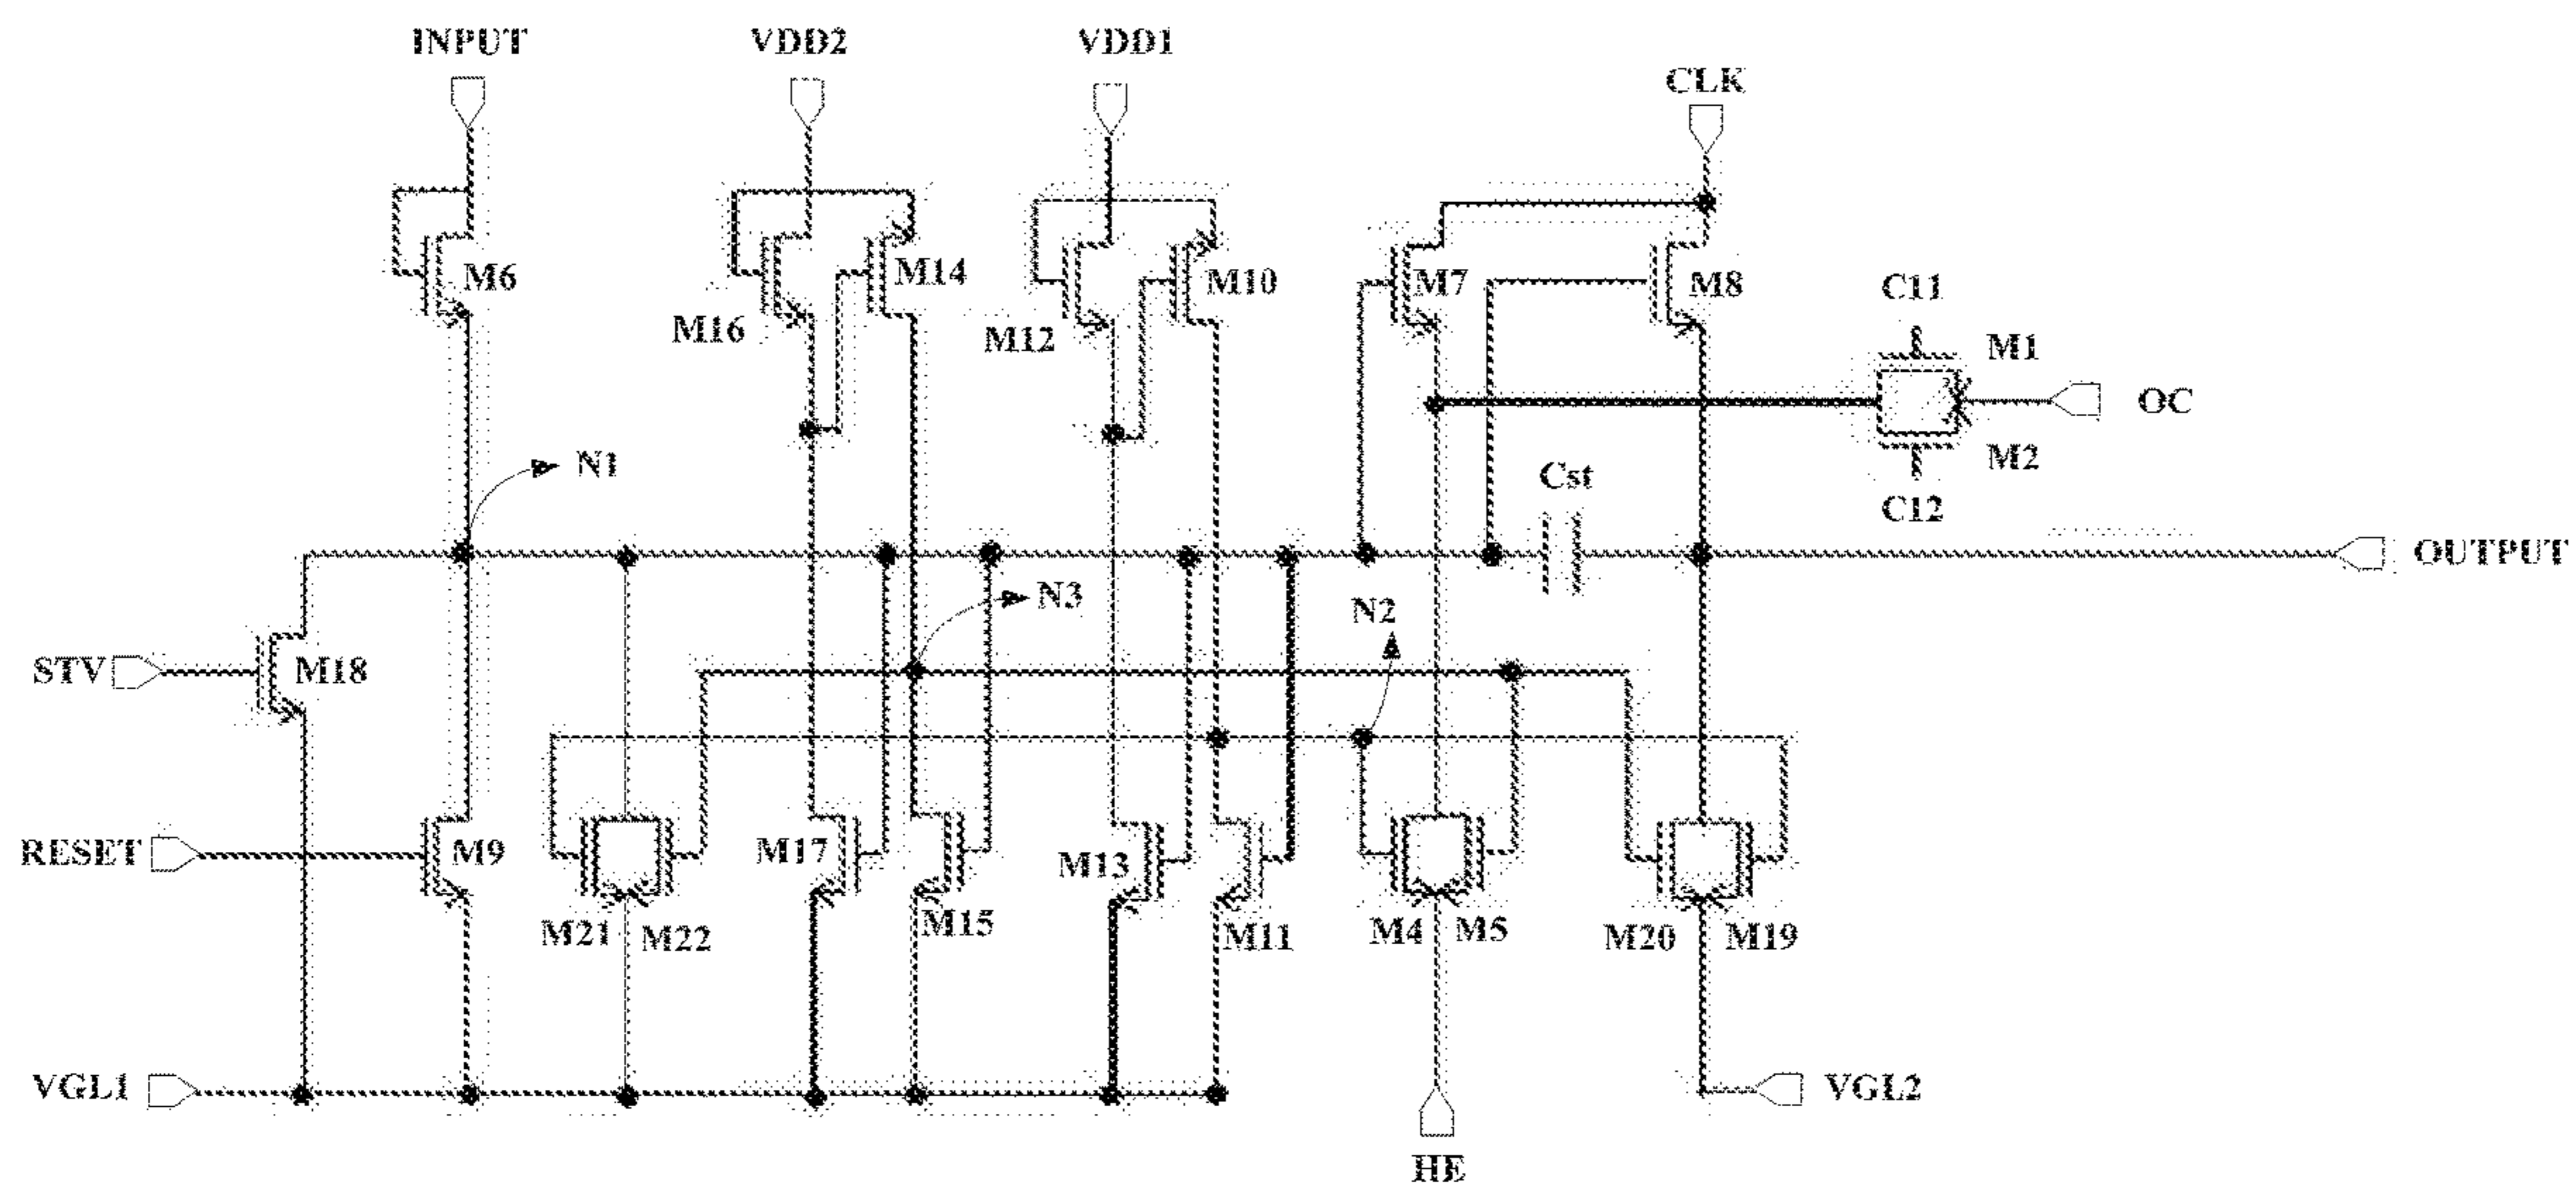 INPUT
VDD2
VDD1
CLK
M6
M14
M16
M10
M12
M7
M8
C11
M1
OC
M2
C12
N1
Cst
OUTPUT
N3
N2
STV
M18
RESET
M9
M17
M13
M21
M22
M15
M11
M4
M5
M20
M19
VGL1
VGL2
HE